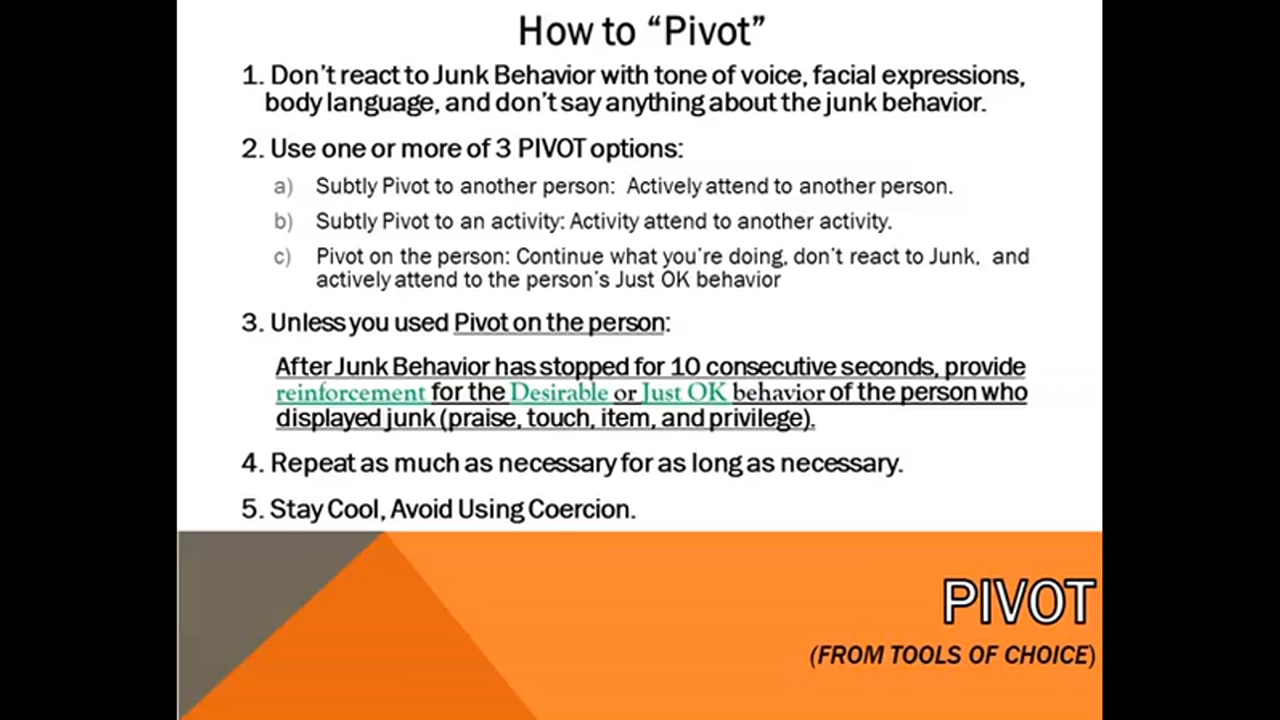 How to “Pivot”
1. Don’t react to Junk Behavior with tone of voice, facial expressions,
body language, and don’t say anything about the junk behavior.
2. Use one or more of 3 PIVOT options:
a) Subtly Pivot to another person: Actively attend to another person.
b) Subtly Pivot to an activity: Activity attend to another activity.
c) Pivot on the person: Continue what you’re doing, don’t react to Junk, and
actively attend to the person’s Just OK behavior
3. Unless you used Pivot on the person:
After Junk Behavior has stopped for 10 consecutive seconds, provide
reinforcement for the Desirable or Just OK behavior of the person who
displayed junk (praise, touch, item, and privilege).
4. Repeat as much as necessary for as long as necessary.
5. Stay Cool, Avoid Using Coercion.
PIVOT
(FROM TOOLS OF CHOICE)